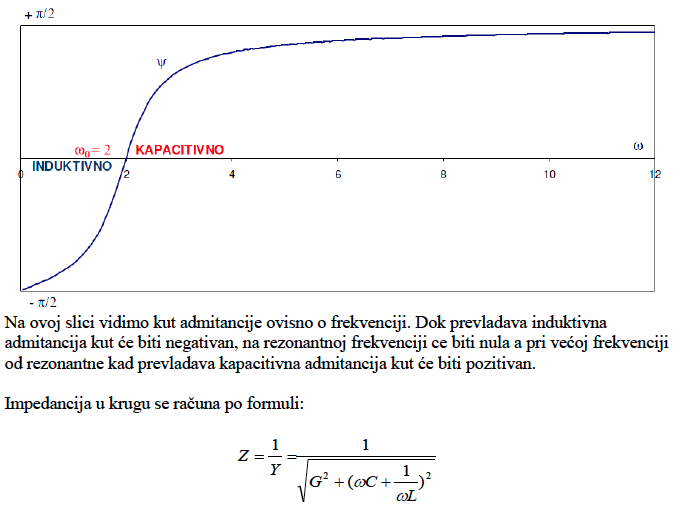 + π/2
ψ
ω₀ = 2 KAPACITIVNO ω
INDUKTIVNO
0 2 4 6 8 10 12
- π/2
Na ovoj slici vidimo kut admitancije ovisno o frekvenciji. Dok prevladava induktivna
admitancija kut će biti negativan, na rezonantnoj frekvenciji ce biti nula a pri većoj frekvenciji
od rezonantne kad prevladava kapacitivna admitancija kut će biti pozitivan.
Impedancija u krugu se računa po formuli:
Z = 1/Y = 1/√(G² + (ωC + 1/ωL)²)